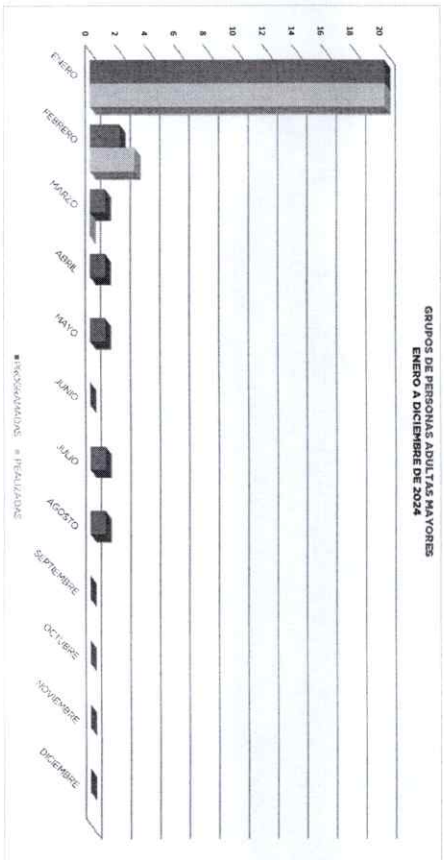 GRUPOS DE PERSONAS ADULTAS MAYORES
ENERO A DICIEMBRE DE 2024
20
18
16
14
12
10
8
6
4
2
0
ENERO
FEBRERO
MARZO
ABRIL
MAYO
JUNIO
JULIO
AGOSTO
SEPTIEMBRE
OCTUBRE
NOVIEMBRE
DICIEMBRE
PROGRAMADAS REALIZADAS